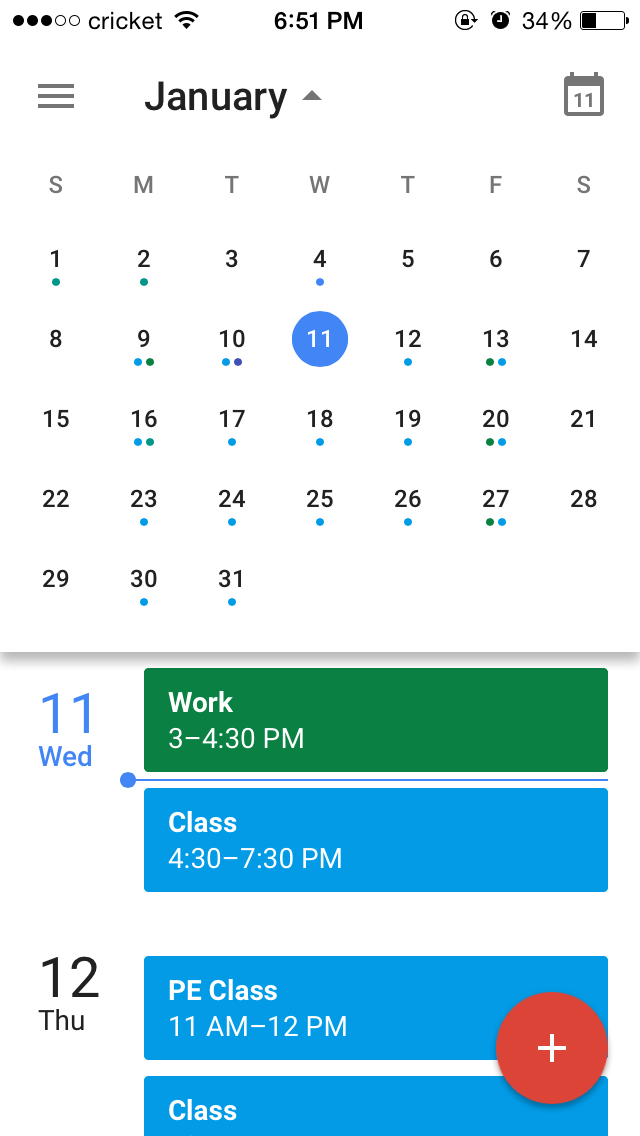 cricket 6:51 PM 34%
January 11
S M T W T F S
1 2 3 4 5 6 7
8 9 10 11 12 13 14
15 16 17 18 19 20 21
22 23 24 25 26 27 28
29 30 31
11
Wed
Work
3–4:30 PM
Class
4:30–7:30 PM
12
Thu
PE Class
11 AM–12 PM
Class